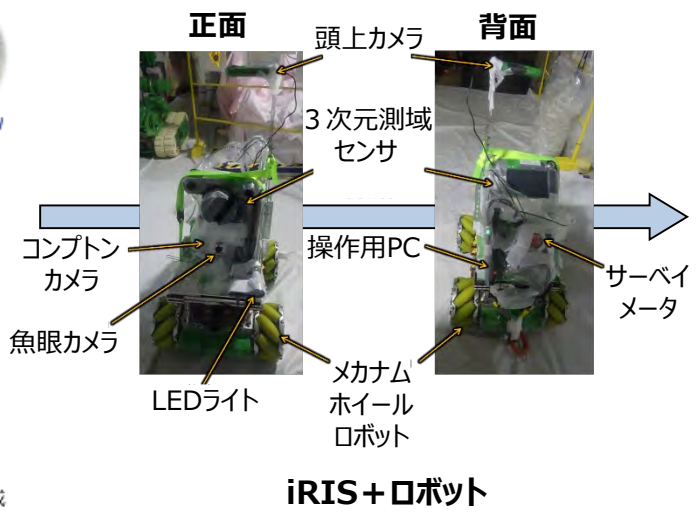 正面
頭上カメラ
背面
3次元測域
センサ
コンプトン
カメラ
操作用PC
サーベイ
メータ
魚眼カメラ
LEDライト
メカナム
ホイール
ロボット
iRIS+ロボット